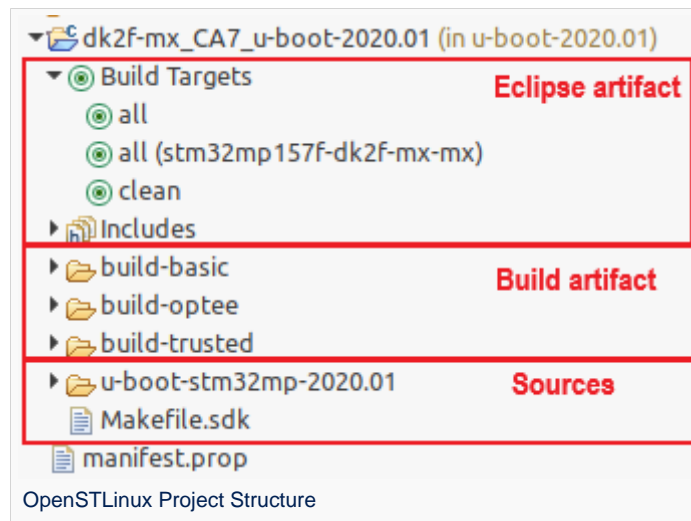 dk2f-mx_CA7_u-boot-2020.01 (in u-boot-2020.01)
Build Targets
Eclipse artifact
all
all (stm32mp157f-dk2f-mx-mx)
clean
Includes
build-basic
Build artifact
build-optee
build-trusted
u-boot-stm32mp-2020.01
Sources
Makefile.sdk
manifest.prop
OpenSTLinux Project Structure